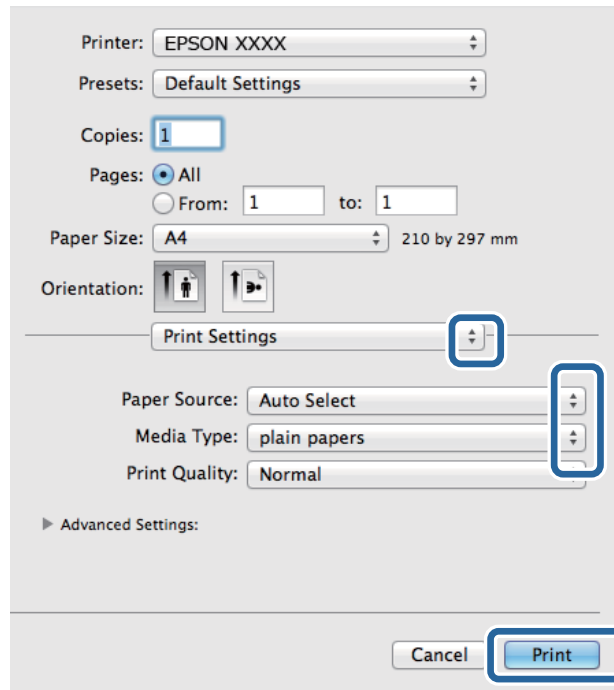 Printer: EPSON XXXX
Presets: Default Settings
Copies: 1
Pages: All
From: 1 to: 1
Paper Size: A4 210 by 297 mm
Orientation:
Print Settings
Paper Source: Auto Select
Media Type: plain papers
Print Quality: Normal
Advanced Settings:
Cancel Print